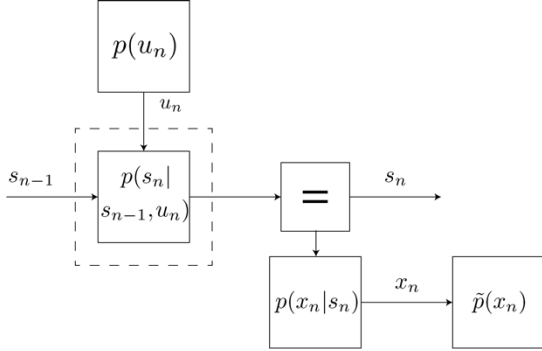 p(u_n)
u_n
s_{n-1}
p(s_n|
s_{n-1},u_n)
=
s_n
p(x_n|s_n)
x_n
p̃(x_n)